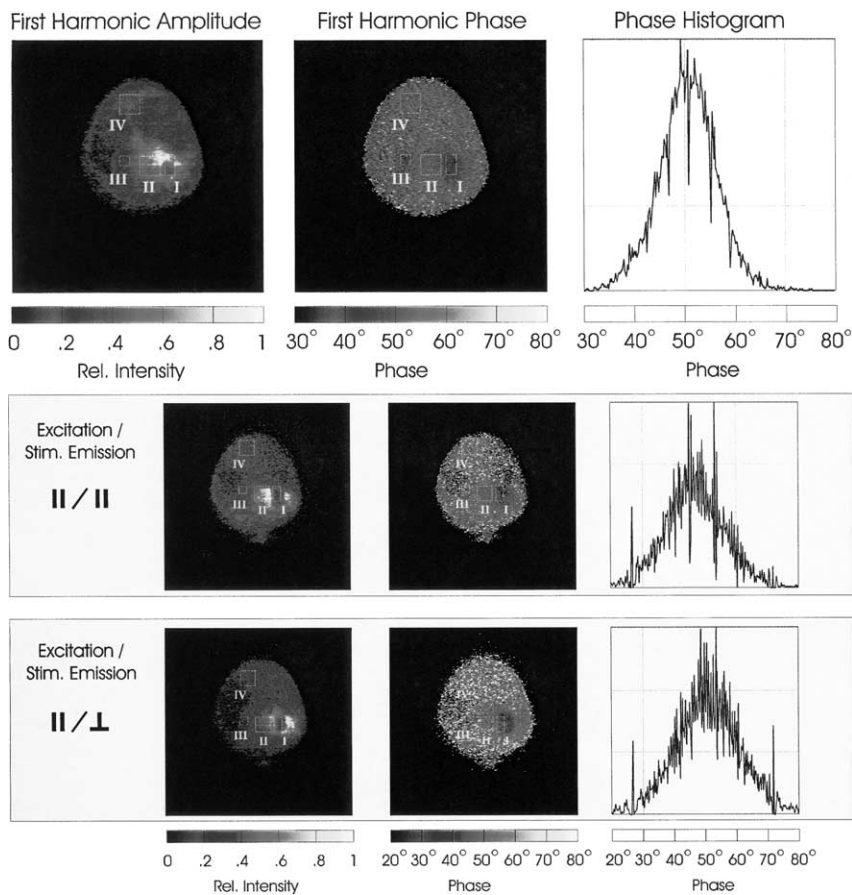 First Harmonic Amplitude First Harmonic Phase Phase Histogram
IV IV
III II I III II I
0 .2 .4 .6 .8 1 30° 40° 50° 60° 70° 80° 30° 40° 50° 60° 70° 80°
Rel. Intensity Phase Phase
Excitation /
Stim. Emission
II / II
IV IV
III II I III II I
Excitation /
Stim. Emission
II / ⊥
IV IV
III II I III II I
0 .2 .4 .6 .8 1 20° 30° 40° 50° 60° 70° 80° 20° 30° 40° 50° 60° 70° 80°
Rel. Intensity Phase Phase